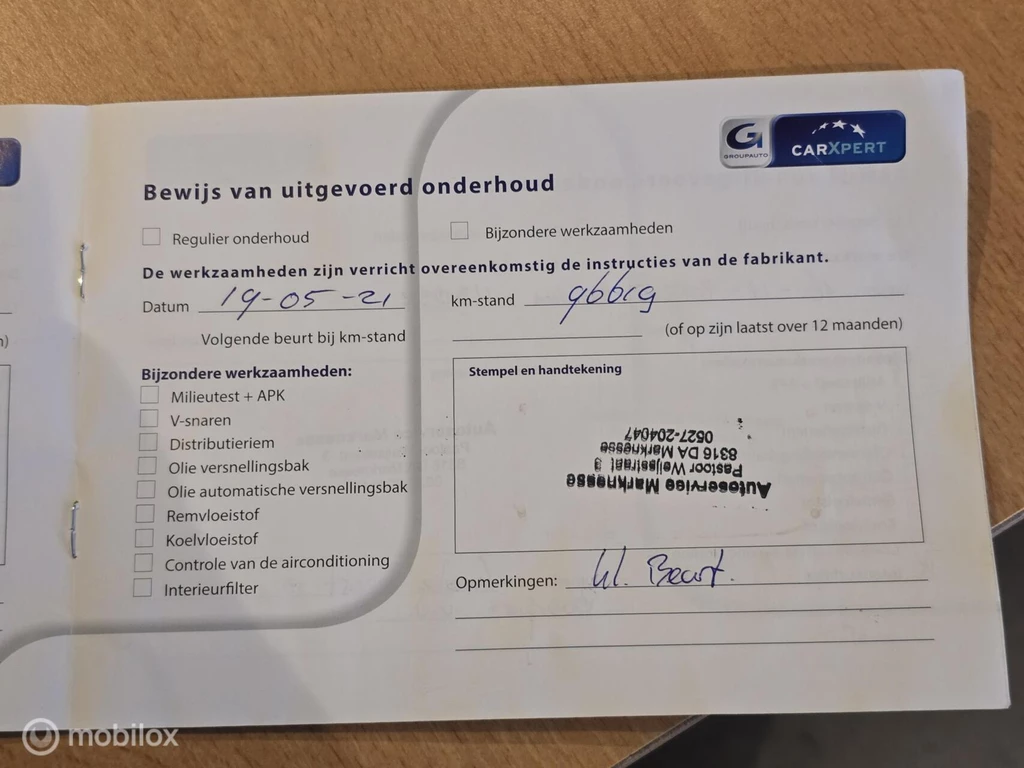 GROUPAUTO
CARXPERT
Bewijs van uitgevoerd onderhoud
Regulier onderhoud
Bijzondere werkzaamheden
De werkzaamheden zijn verricht overeenkomstig de instructies van de fabrikant.
Datum 19-05-21
km-stand
Volgende beurt bij km-stand
(of op zijn laatst over 12 maanden)
Bijzondere werkzaamheden:
Milieutest + APK
V-snaren
Distributieriem
Olie versnellingsbak
Olie automatische versnellingsbak
Remvloeistof
Koelvloeistof
Controle van de airconditioning
Interieurfilter
Stempel en handtekening
Autoservice Marknesse
Pastoor Weijsstraat 3
8316 DA Marknesse
0527-204047
Opmerkingen: kl. Beurt.
mobilox